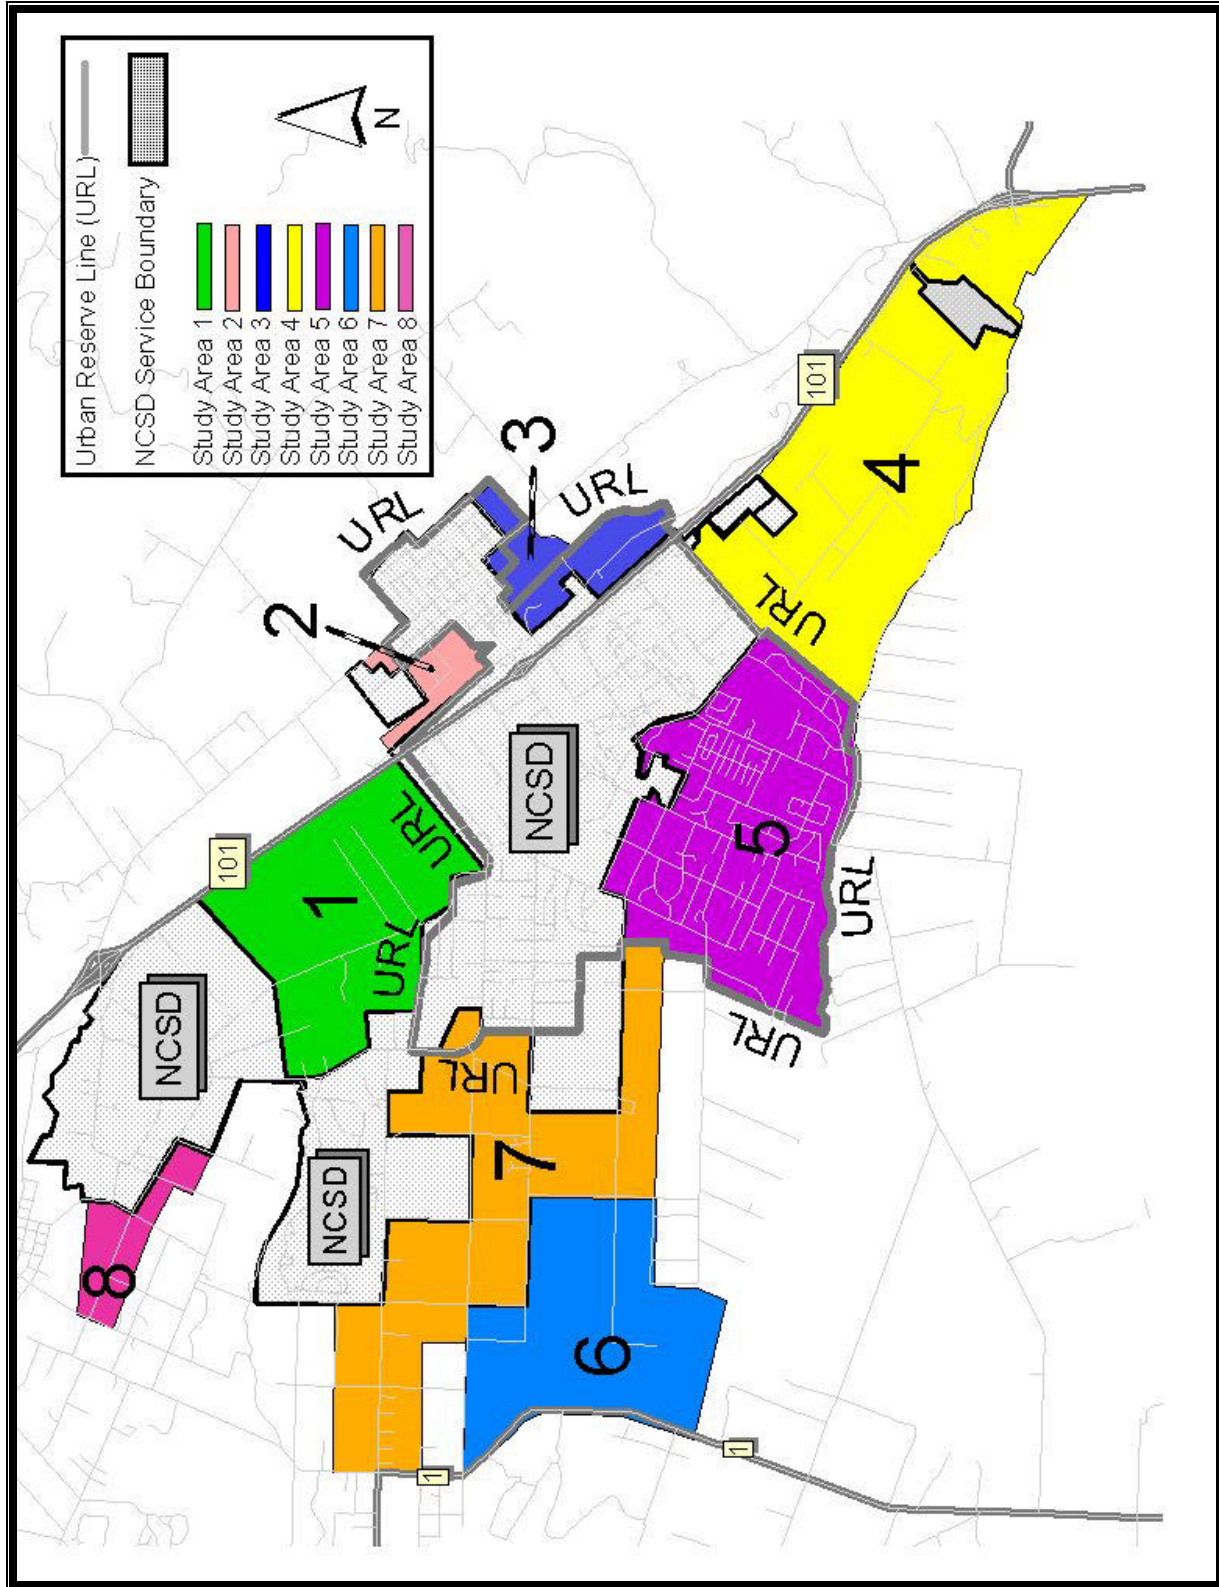 Urban Reserve Line (URL)
NCSD Service Boundary
Study Area 1
Study Area 2
Study Area 3
Study Area 4
Study Area 5
Study Area 6
Study Area 7
Study Area 8
N
8
NCSD
NCSD
101
1
URL
URL
2
URL
3
URL
NCSD
101
4
URL
5
URL
URL
URL
7
6
1
1